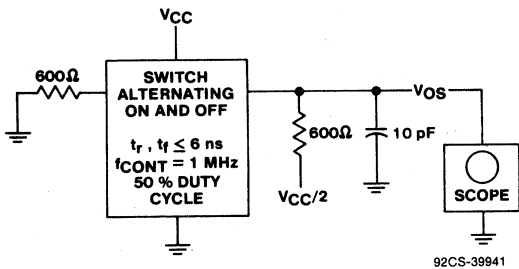 VCC
600Ω
SWITCH
ALTERNATING
ON AND OFF
tr , tf ≤ 6 ns
fCONT = 1 MHz
50 % DUTY
CYCLE
VOS
600Ω
10 pF
VCC/2
SCOPE
92CS-39941